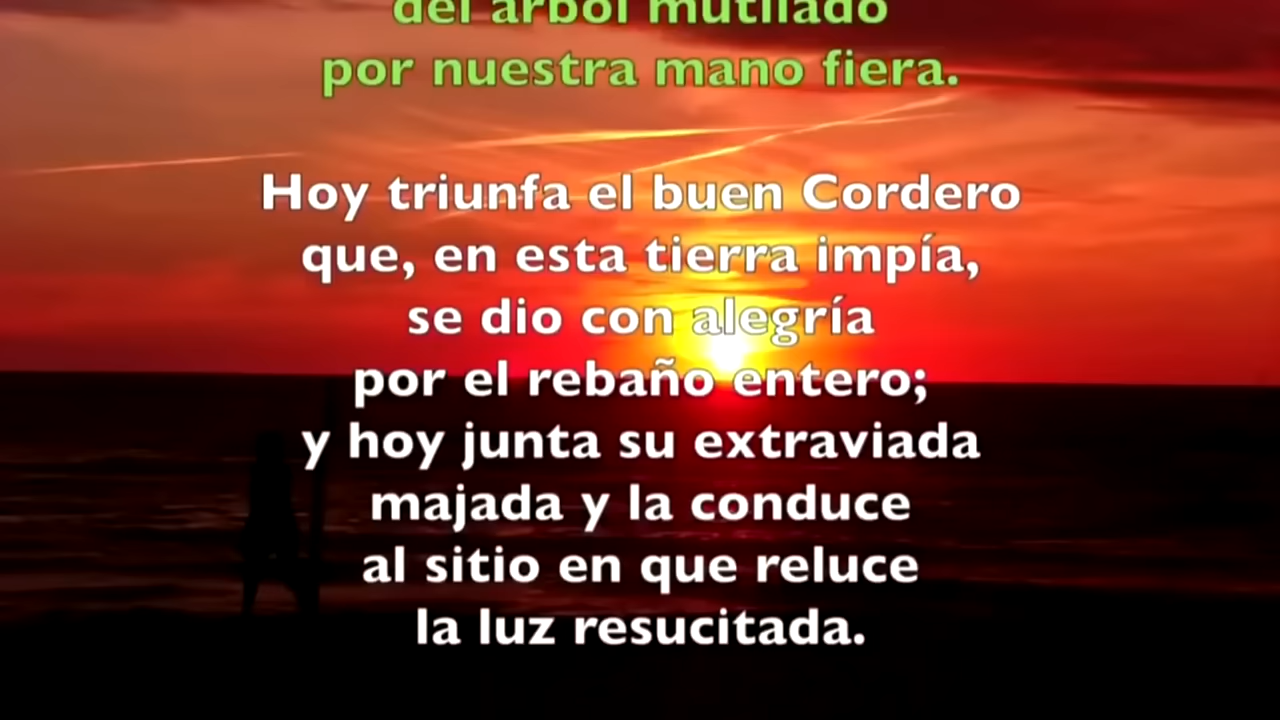 del árbol mutilado
por nuestra mano fiera.
Hoy triunfa el buen Cordero
que, en esta tierra impía,
se dio con alegría
por el rebaño entero;
y hoy junta su extraviada
majada y la conduce
al sitio en que reluce
la luz resucitada.